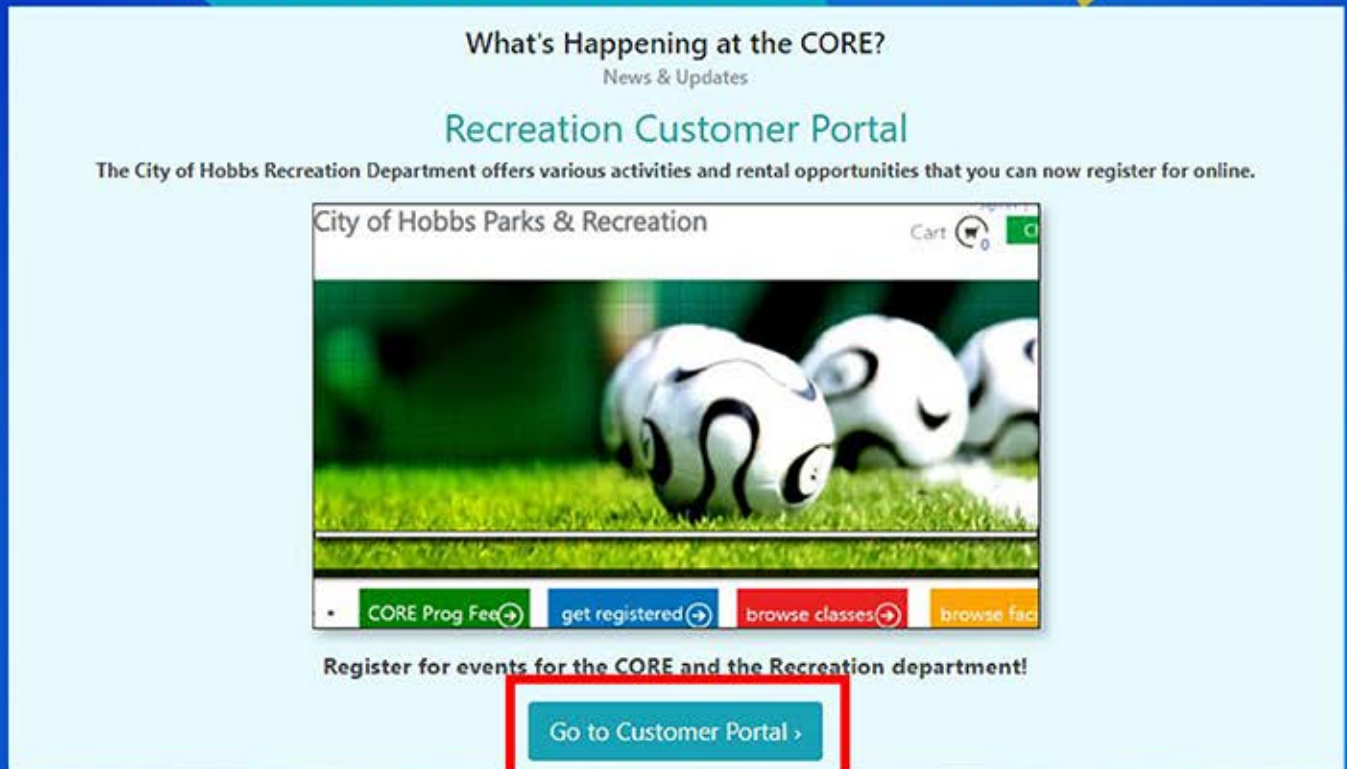 What's Happening at the CORE?
News & Updates
Recreation Customer Portal
The City of Hobbs Recreation Department offers various activities and rental opportunities that you can now register for online.
City of Hobbs Parks & Recreation
Cart 0
CORE Prog Fee
get registered
browse classes
browse
Register for events for the CORE and the Recreation department!
Go to Customer Portal ›